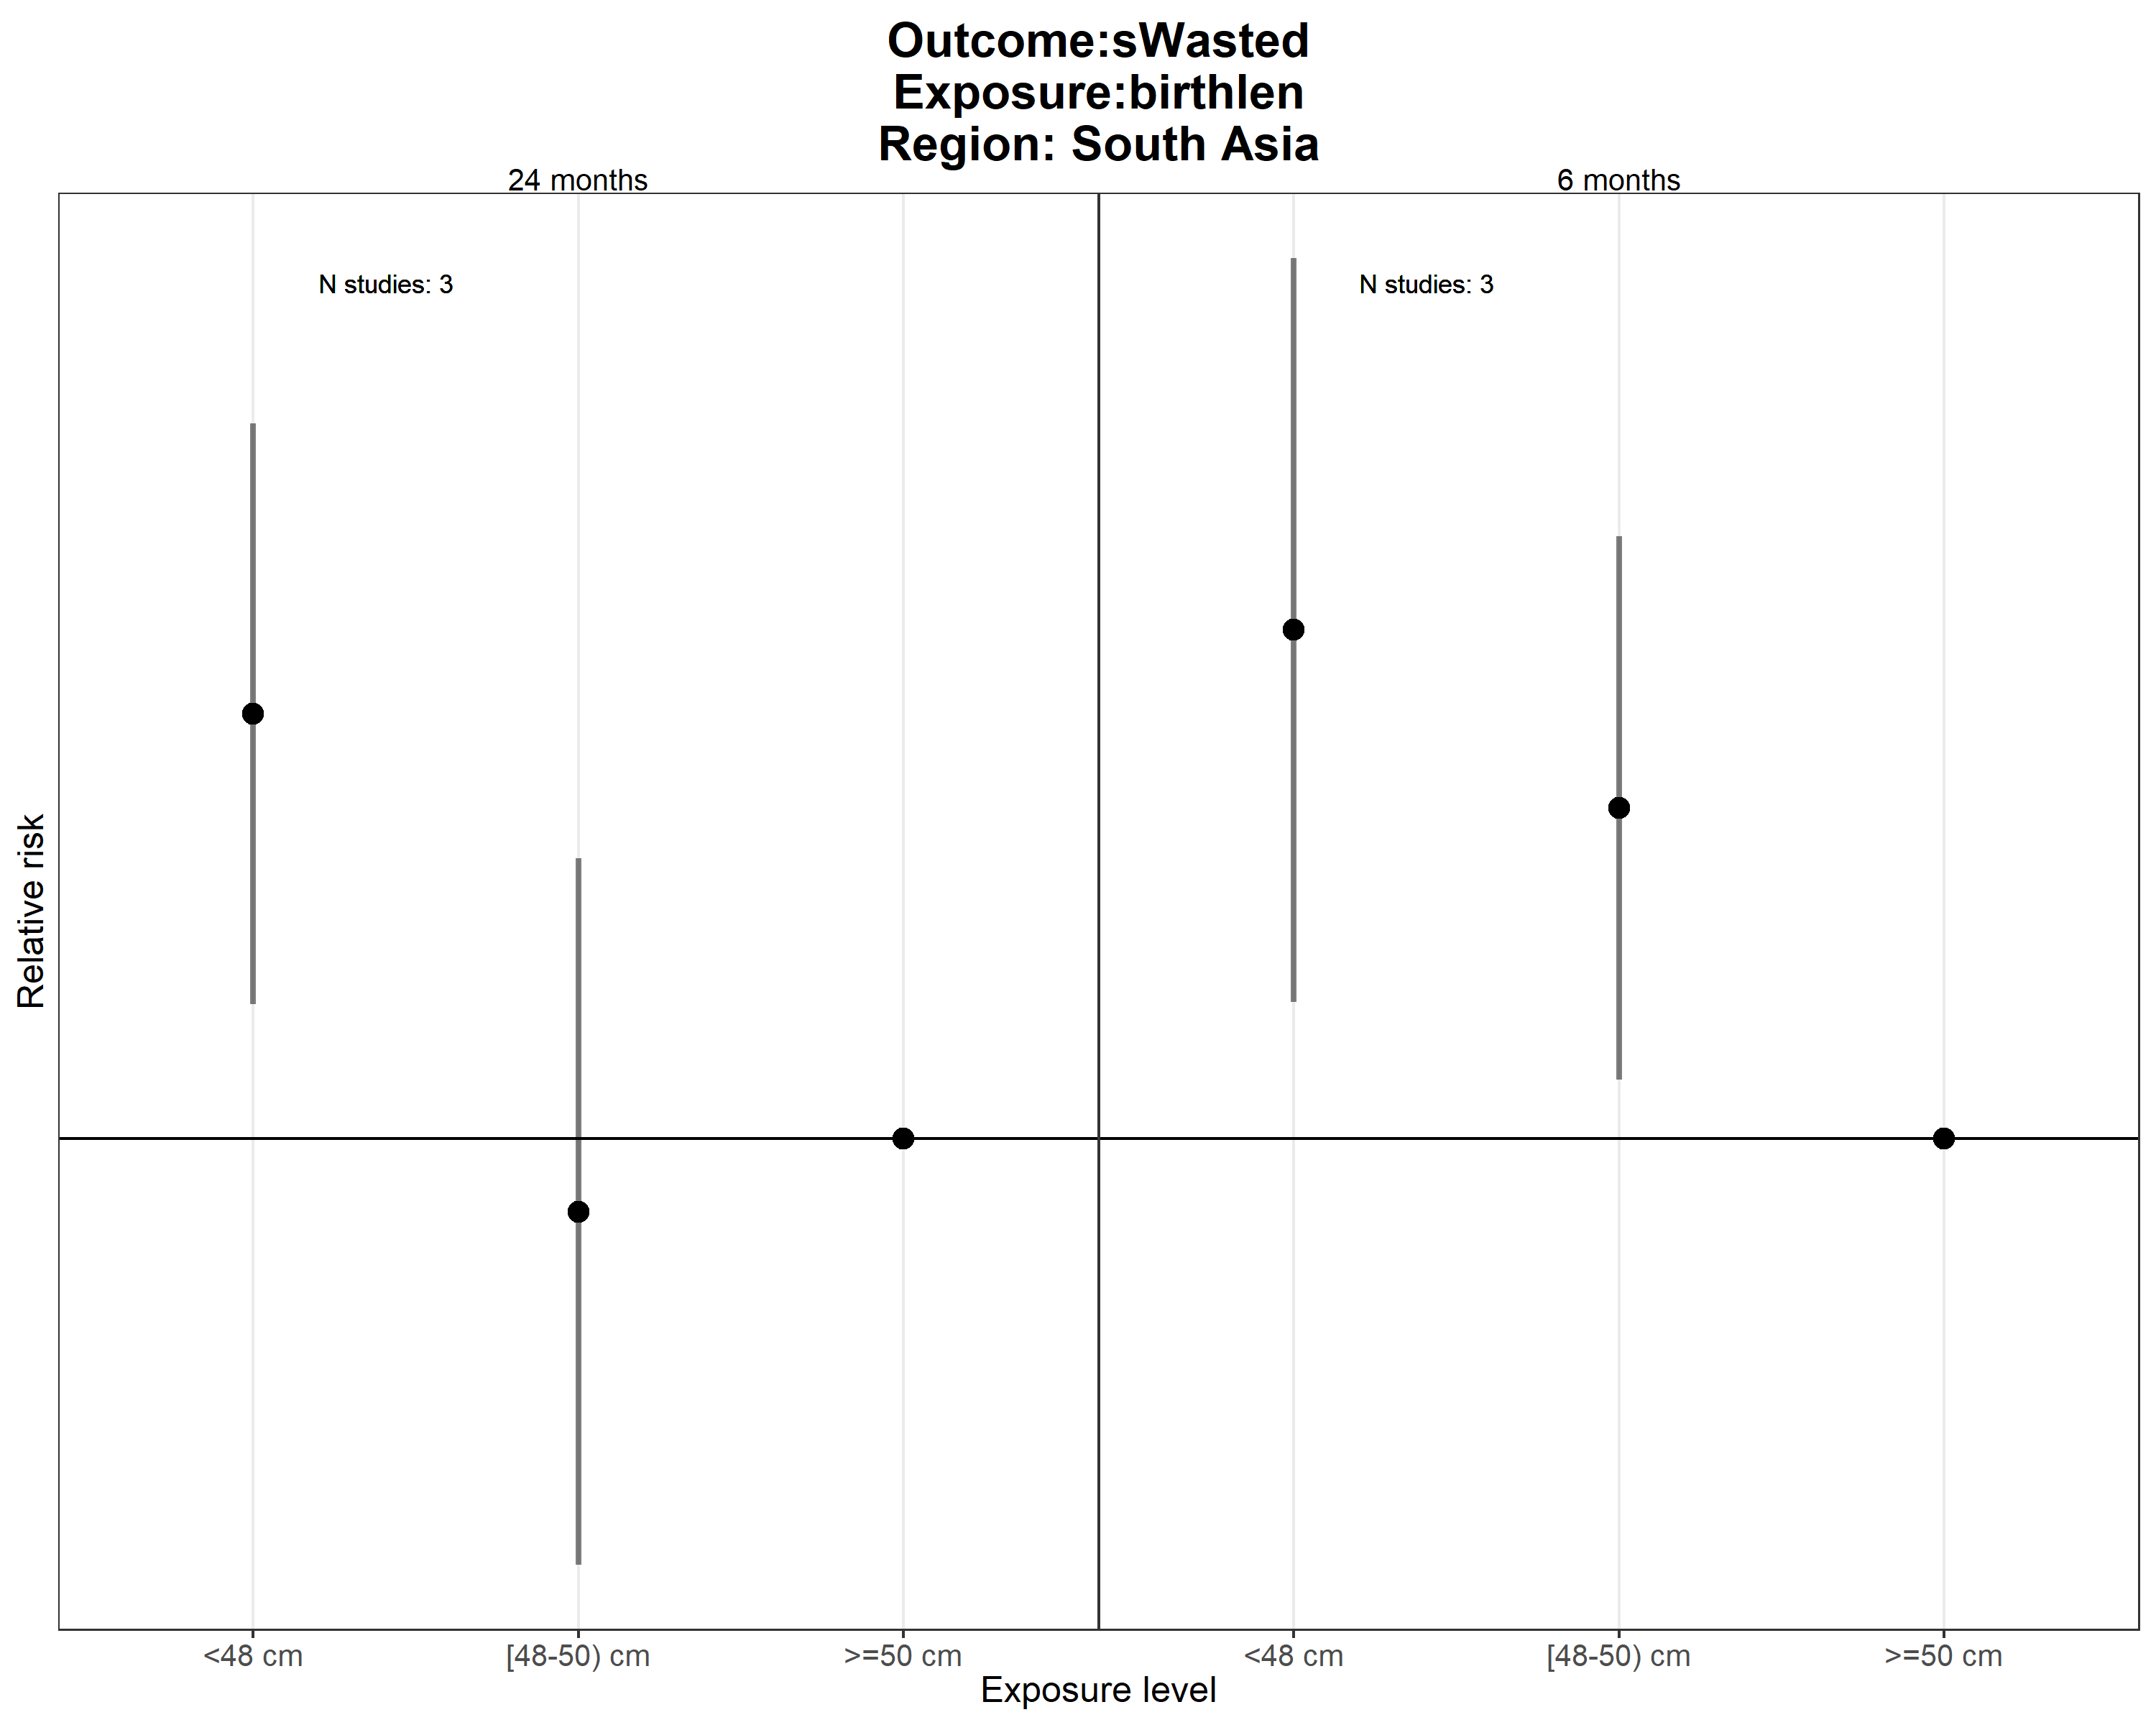 Outcome:sWasted
Exposure:birthlen
Region: South Asia
24 months
6 months
N studies: 3
N studies: 3
Relative risk
<48 cm
[48-50) cm
>=50 cm
<48 cm
[48-50) cm
>=50 cm
Exposure level